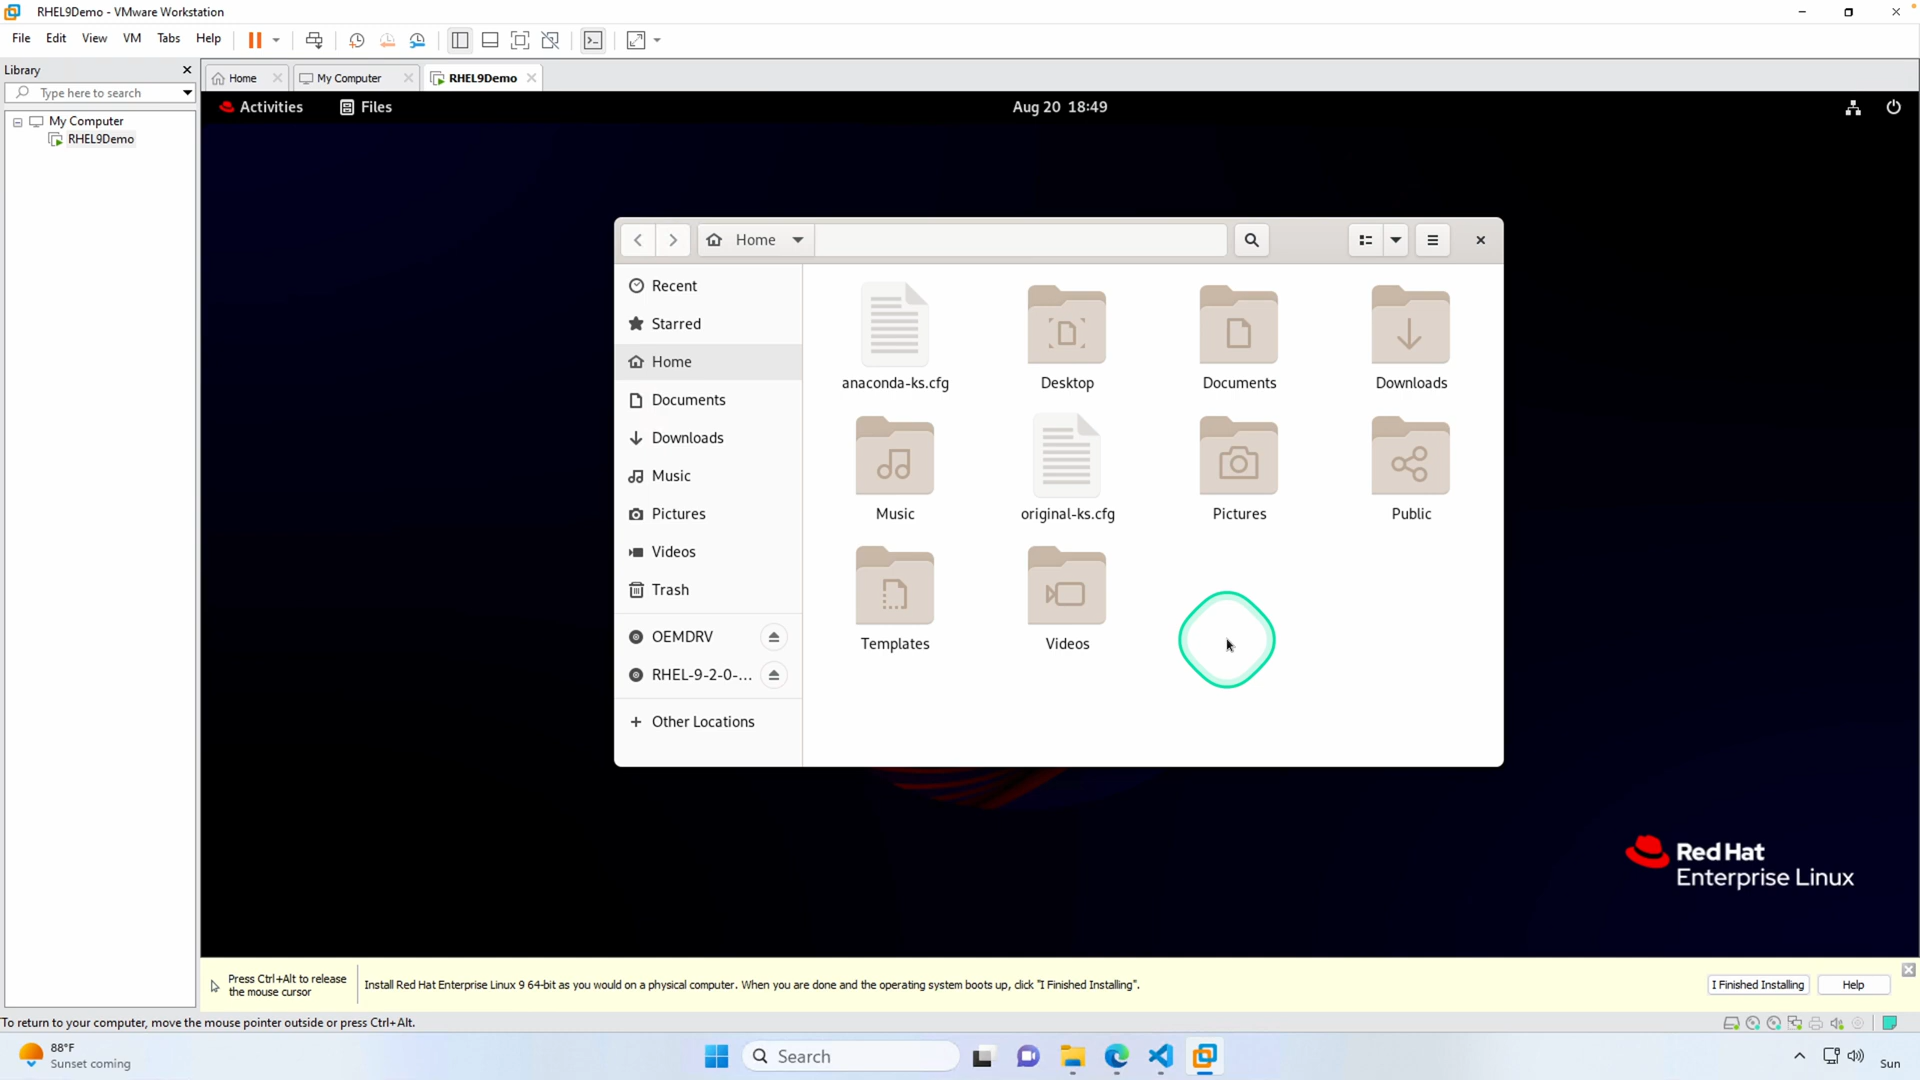 RHEL9Demo - VMware Workstation
File Edit View VM Tabs Help
Library
Type here to search
My Computer
RHEL9Demo
Home
My Computer
RHEL9Demo
Activities
Files
Aug 20 18:49
Home
Recent
Starred
Home
Documents
Downloads
Music
Pictures
Videos
Trash
OEMDRV
RHEL-9-2-0-...
Other Locations
anaconda-ks.cfg
Desktop
Documents
Downloads
Music
original-ks.cfg
Pictures
Public
Templates
Videos
Red Hat
Enterprise Linux
Press Ctrl+Alt to release
the mouse cursor
Install Red Hat Enterprise Linux 9 64-bit as you would on a physical computer. When you are done and the operating system boots up, click "I Finished Installing".
I Finished Installing
Help
To return to your computer, move the mouse pointer outside or press Ctrl+Alt.
88°F
Sunset coming
Search
Sun